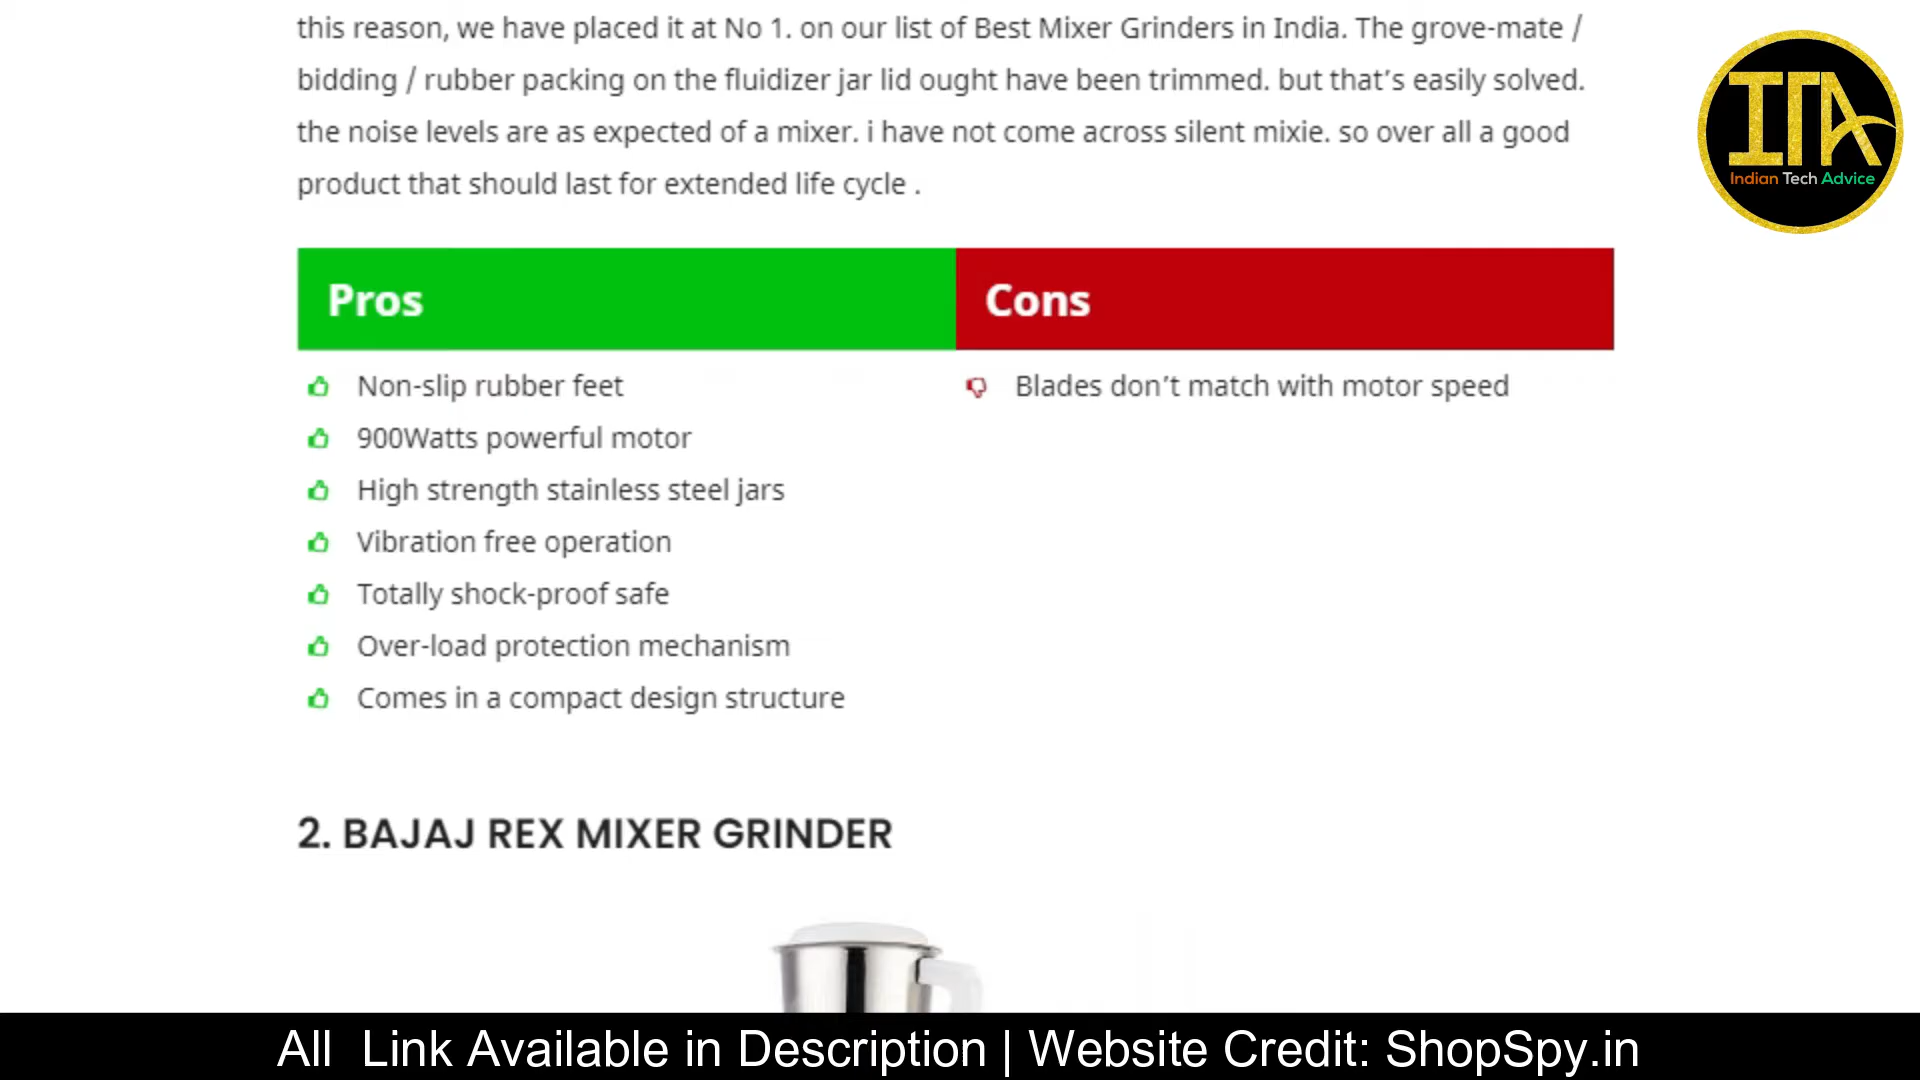 this reason, we have placed it at No 1. on our list of Best Mixer Grinders in India. The grove-mate /
bidding / rubber packing on the fluidizer jar lid ought have been trimmed. but that’s easily solved.
the noise levels are as expected of a mixer. i have not come across silent mixie. so over all a good
product that should last for extended life cycle .
ITA
Indian Tech Advice
Pros
Cons
Non-slip rubber feet
Blades don’t match with motor speed
900Watts powerful motor
High strength stainless steel jars
Vibration free operation
Totally shock-proof safe
Over-load protection mechanism
Comes in a compact design structure
2. BAJAJ REX MIXER GRINDER
All  Link Available in Description | Website Credit: ShopSpy.in